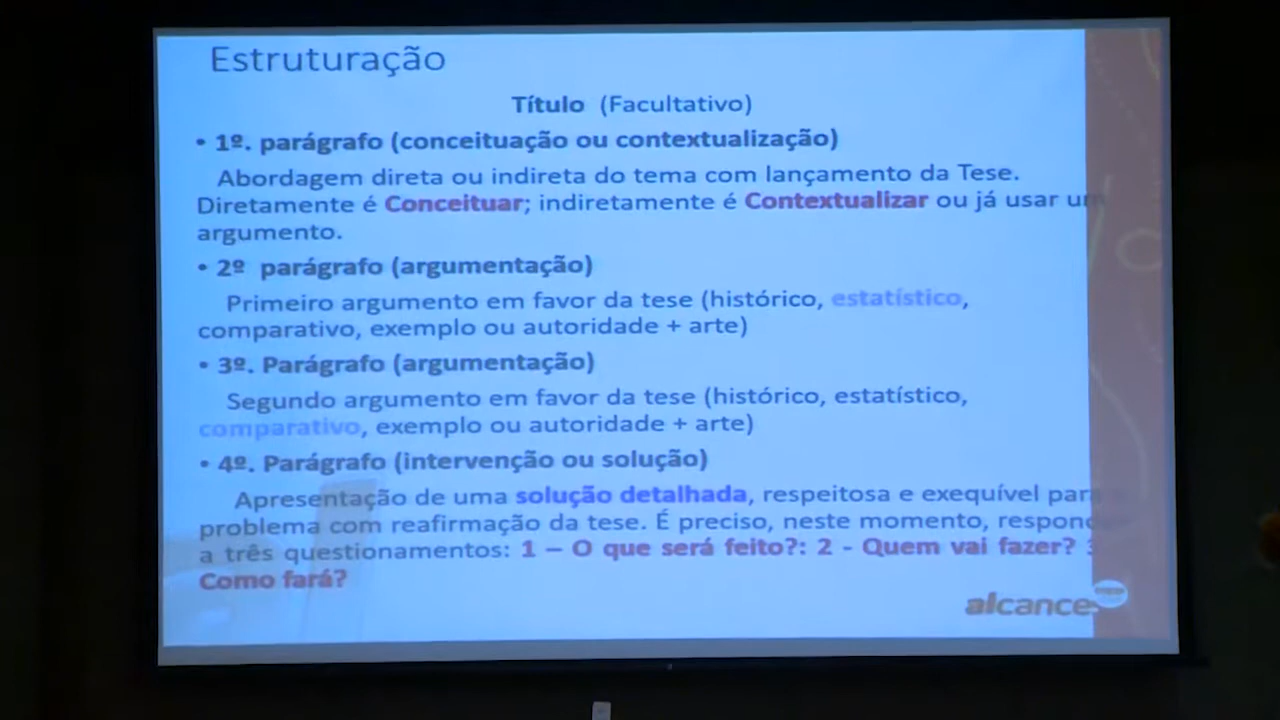 Estruturação
Título (Facultativo)
• 1º. parágrafo (conceituação ou contextualização)
Abordagem direta ou indireta do tema com lançamento da Tese.
Diretamente é Conceituar; indiretamente é Contextualizar ou já usar um
argumento.
• 2º parágrafo (argumentação)
Primeiro argumento em favor da tese (histórico, estatístico,
comparativo, exemplo ou autoridade + arte)
• 3º. Parágrafo (argumentação)
Segundo argumento em favor da tese (histórico, estatístico,
comparativo, exemplo ou autoridade + arte)
• 4º. Parágrafo (intervenção ou solução)
Apresentação de uma solução detalhada, respeitosa e exequível para
problema com reafirmação da tese. É preciso, neste momento, respond
a três questionamentos: 1 – O que será feito?: 2 - Quem vai fazer? 3
Como fará?
alcance